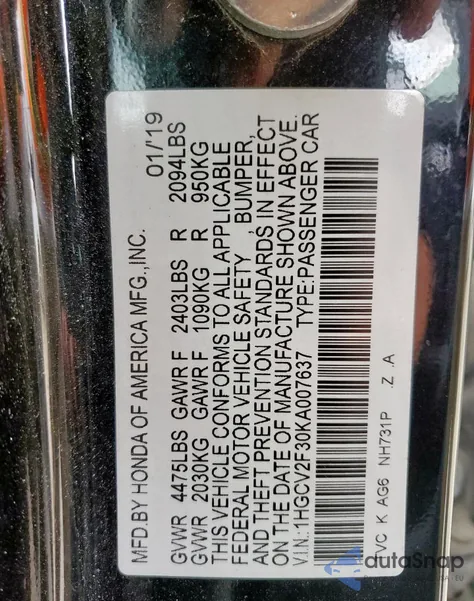 MFD.BY HONDA OF AMERICA MFG.,INC. 01/'19
GVWR 4475LBS GAWR F 2403LBS R 2094LBS
GVWR 2030KG GAWR F 1090KG R 950KG
THIS VEHICLE CONFORMS TO ALL APPLICABLE
FEDERAL MOTOR VEHICLE SAFETY BUMPER,
AND THEFT PREVENTION STANDARDS, IN EFFECT
ON THE DATE OF MANUFACTURE SHOWN ABOVE.
V.I.N.:1HGCV2F30KA007637 TYPE:PASSENGER CAR
VC K AG6 NH731P .Z .A
autoSnap